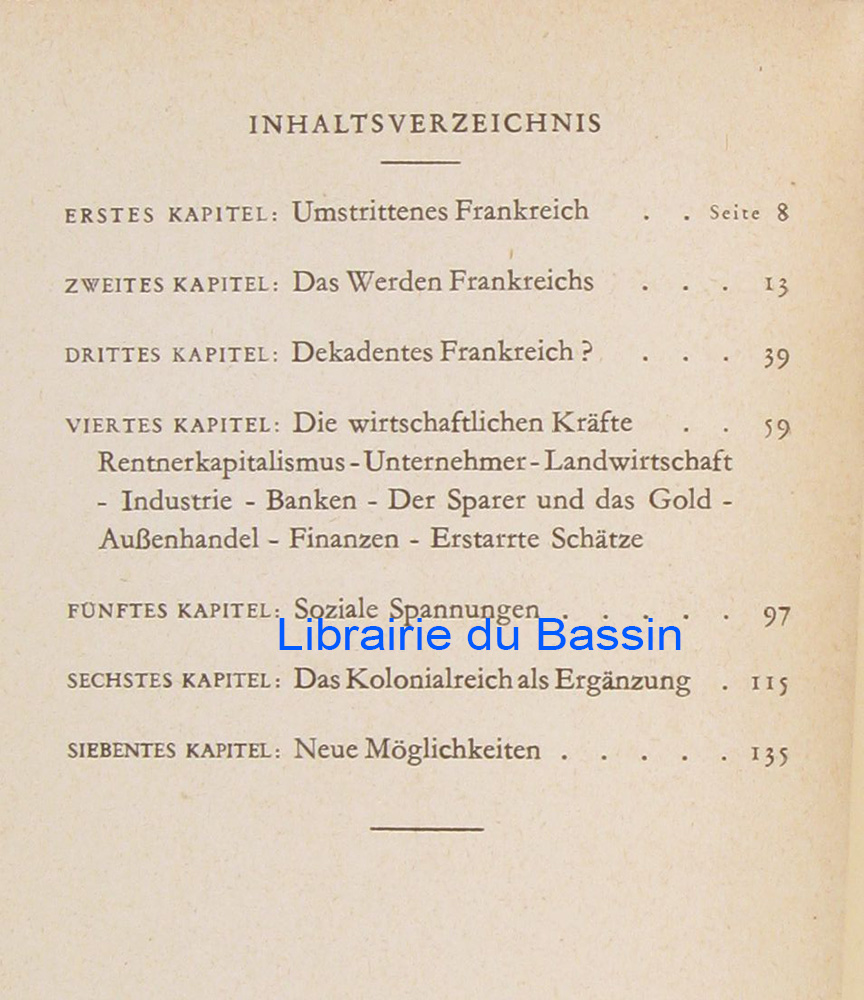 INHALTSVERZEICHNIS
ERSTES KAPITEL: Umstrittenes Frankreich . . Seite 8
ZWEITES KAPITEL: Das Werden Frankreichs . . . 13
DRITTES KAPITEL: Dekadentes Frankreich? . . . 39
VIERTES KAPITEL: Die wirtschaftlichen Kräfte . . 59
Rentnerkapitalismus - Unternehmer - Landwirtschaft
- Industrie - Banken - Der Sparer und das Gold -
Außenhandel - Finanzen - Erstarrte Schätze
FÜNFTES KAPITEL: Soziale Spannungen . . . . . 97
Librairie du Bassin
SECHSTES KAPITEL: Das Kolonialreich als Ergänzung . 115
SIEBENTES KAPITEL: Neue Möglichkeiten . . . . . 135